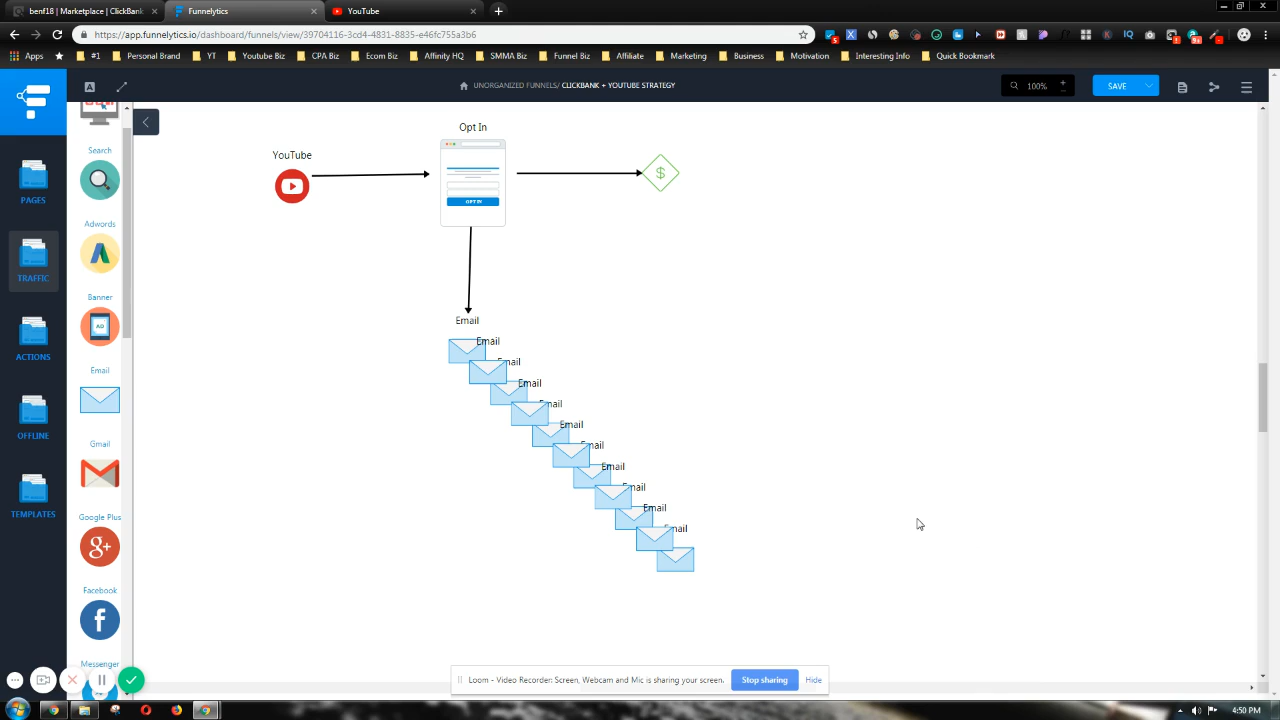 benf18 | Marketplace | ClickBank
Funnelytics
YouTube
https://app.funnelytics.io/dashboard/funnels/view/39704116-3cd4-4831-8835-e46fc755a3b6
Apps
#1
Personal Brand
YT
Youtube Biz
CPA Biz
Ecom Biz
Affinity HQ
SMMA Biz
Funnel Biz
Affiliate
Marketing
Business
Motivation
Interesting Info
Quick Bookmark
UNORGANIZED FUNNELS/ CLICKBANK + YOUTUBE STRATEGY
100%
SAVE
PAGES
TRAFFIC
ACTIONS
OFFLINE
TEMPLATES
Search
Adwords
Banner
AD
Email
Gmail
Google Plus
Facebook
Messenger
YouTube
Opt In
OPT IN
$
Email
Email
Email
Email
Email
Email
Email
Email
Email
Email
Email
Loom - Video Recorder: Screen, Webcam and Mic is sharing your screen.
Stop sharing
Hide
4:50 PM